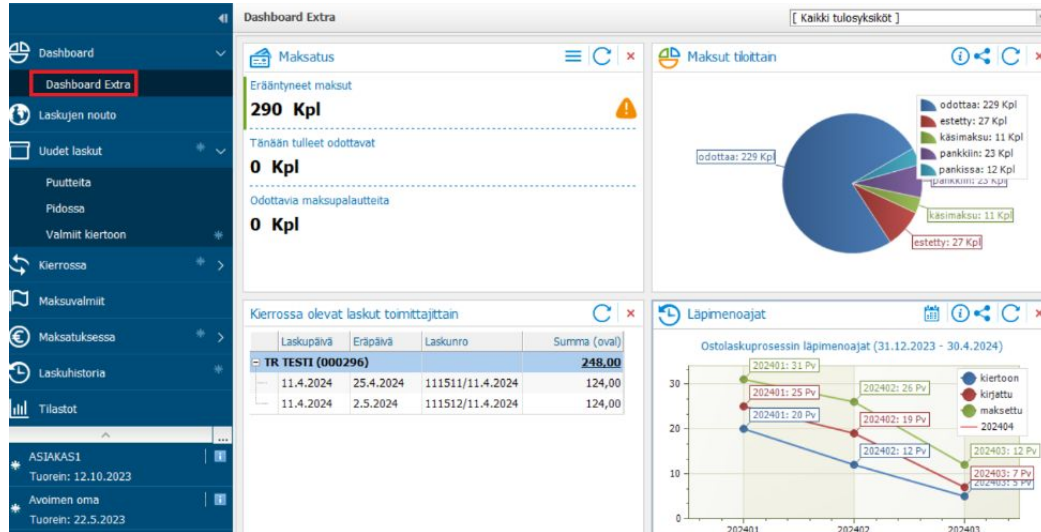 Dashboard Extra
[ Kaikki tulosyksiköt ]
Dashboard
Dashboard Extra
Laskujen nouto
Uudet laskut
Puutteita
Pidossa
Valmiit kiertoon
Kierrossa
Maksuvalmiit
Maksatuksessa
Laskuhistoria
Tilastot
...
ASIAKAS1
Tuorein: 12.10.2023
Avoimen oma
Tuorein: 22.5.2023
Maksatus
Erääntyneet maksut
290 Kpl
Tänään tulleet odottavat
0 Kpl
Odottavia maksupalautteita
0 Kpl
Maksut tiloittain
odottaa: 229 Kpl
estetty: 27 Kpl
käsimaksu: 11 Kpl
pankkiin: 23 Kpl
pankissa: 12 Kpl
odottaa: 229 Kpl
pankkiin: 23 Kpl
käsimaksu: 11 Kpl
estetty: 27 Kpl
Kierrossa olevat laskut toimittajittain
Laskupäivä Eräpäivä Laskunro Summa (oval)
TR TESTI (000296) 248,00
11.4.2024 25.4.2024 111511/11.4.2024 124,00
11.4.2024 2.5.2024 111512/11.4.2024 124,00
Läpimenoajat
Ostolaskuprosessin läpimenoajat (31.12.2023 - 30.4.2024)
202401: 31 Pv
202401: 25 Pv
202401: 20 Pv
202402: 26 Pv
202402: 19 Pv
202402: 12 Pv
202403: 12 Pv
202403: 7 Pv
202403: 5 Pv
kiertoon
kirjattu
maksettu
202404
30
20
10
0
202401 202402 202403